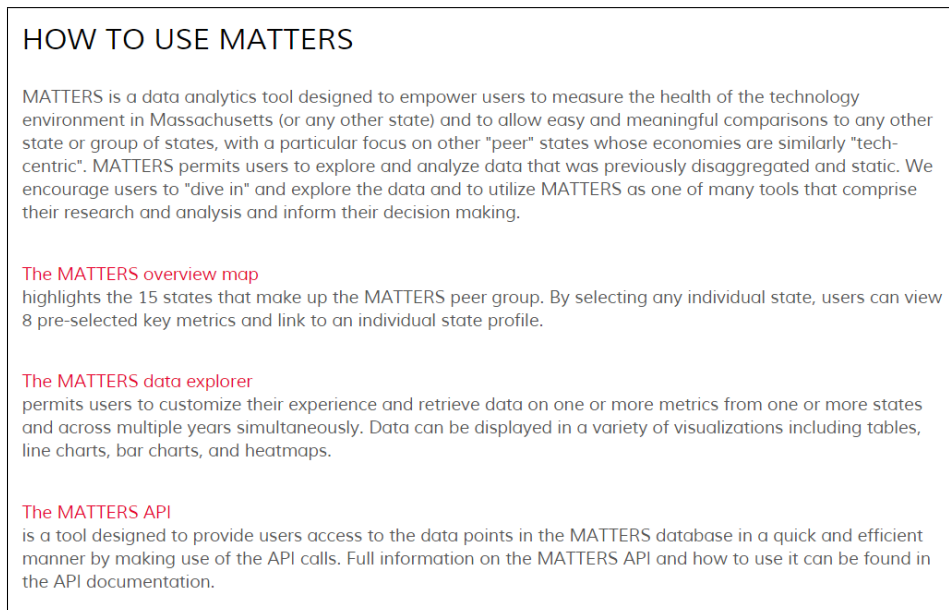 HOW TO USE MATTERS
MATTERS is a data analytics tool designed to empower users to measure the health of the technology
environment in Massachusetts (or any other state) and to allow easy and meaningful comparisons to any other
state or group of states, with a particular focus on other "peer" states whose economies are similarly "tech-
centric". MATTERS permits users to explore and analyze data that was previously disaggregated and static. We
encourage users to "dive in" and explore the data and to utilize MATTERS as one of many tools that comprise
their research and analysis and inform their decision making.
The MATTERS overview map
highlights the 15 states that make up the MATTERS peer group. By selecting any individual state, users can view
8 pre-selected key metrics and link to an individual state profile.
The MATTERS data explorer
permits users to customize their experience and retrieve data on one or more metrics from one or more states
and across multiple years simultaneously. Data can be displayed in a variety of visualizations including tables,
line charts, bar charts, and heatmaps.
The MATTERS API
is a tool designed to provide users access to the data points in the MATTERS database in a quick and efficient
manner by making use of the API calls. Full information on the MATTERS API and how to use it can be found in
the API documentation.